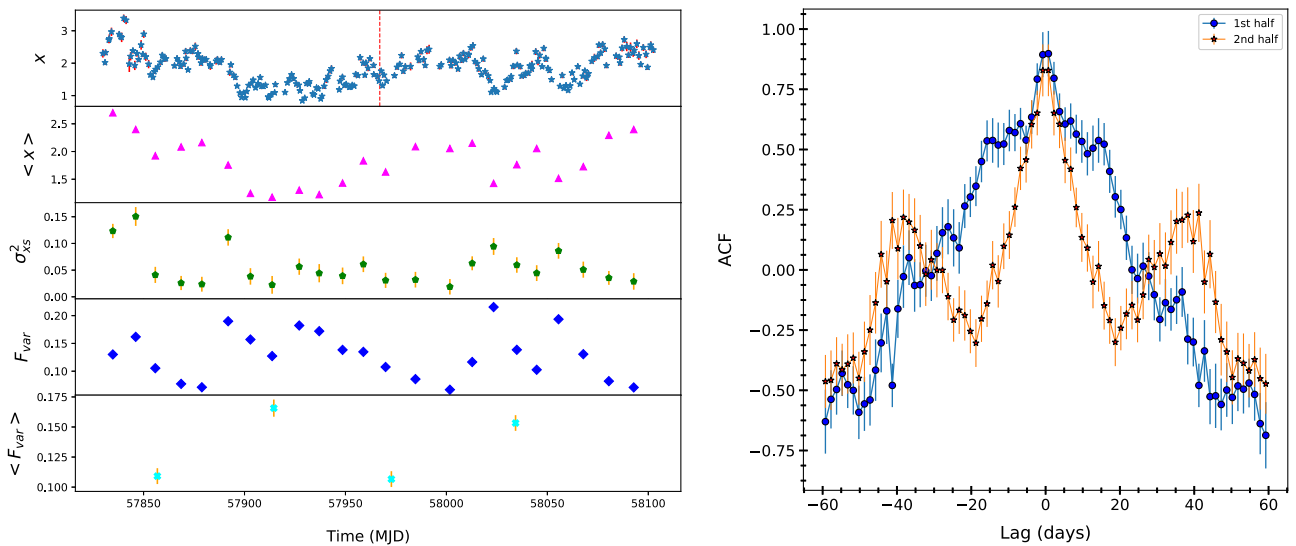 x
3
2
1
< x >
2.5
2.0
1.5
σ²xs
0.15
0.10
0.05
0.00
Fvar
0.20
0.15
0.10
< Fvar >
0.175
0.150
0.125
0.100
57850 57900 57950 58000 58050 58100
Time (MJD)
1st half
2nd half
ACF
1.00
0.75
0.50
0.25
0.00
−0.25
−0.50
−0.75
−60 −40 −20 0 20 40 60
Lag (days)